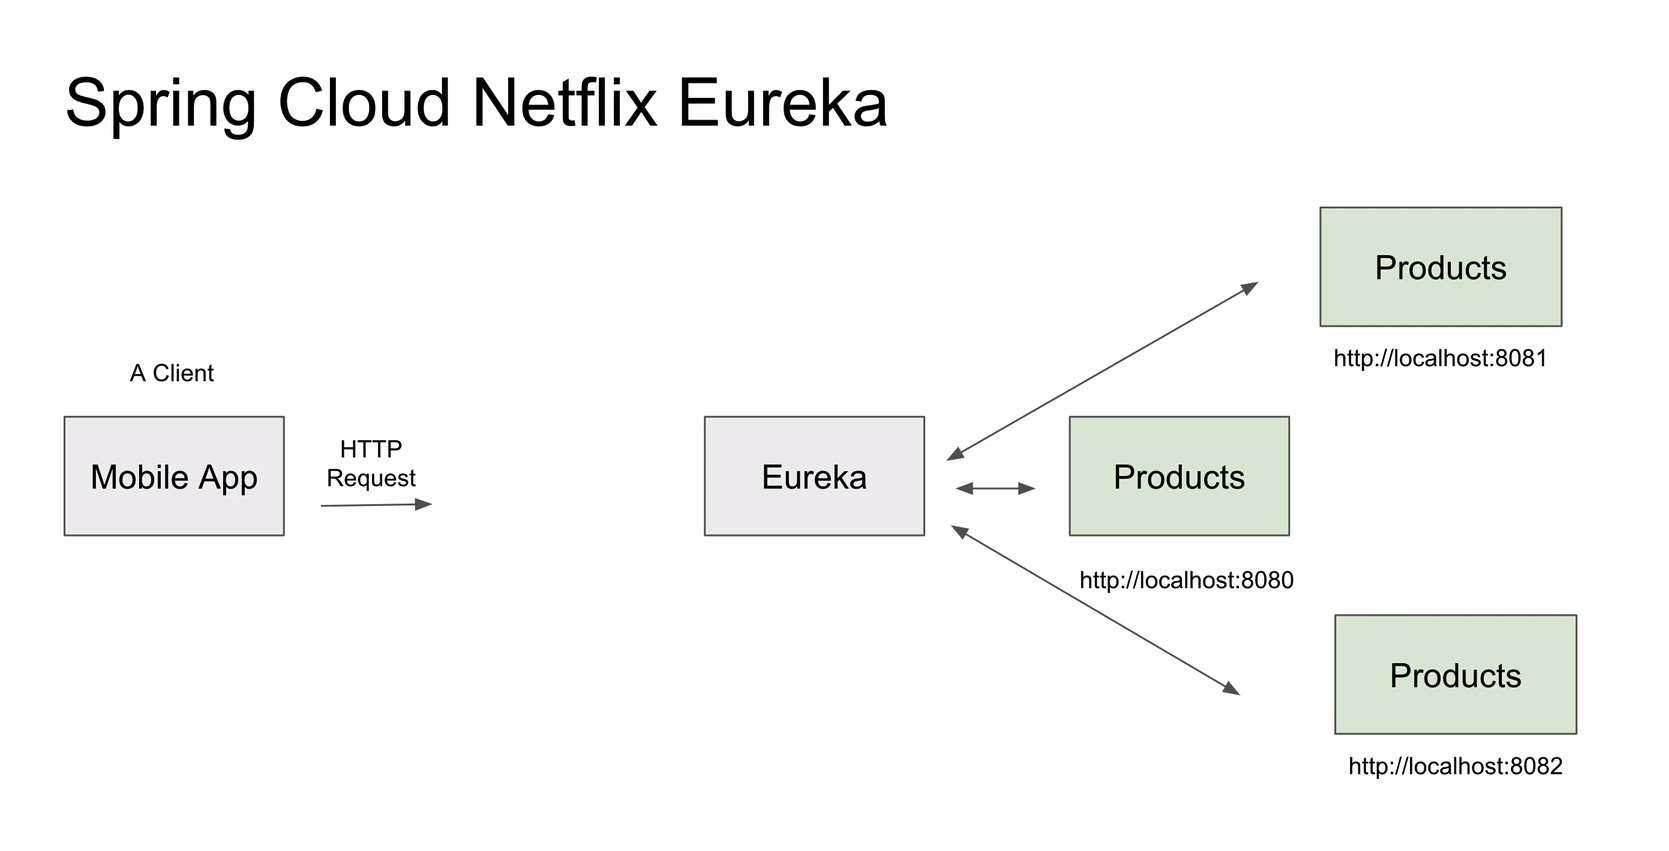 Spring Cloud Netflix Eureka
A Client
Mobile App
HTTP
Request
Eureka
Products
http://localhost:8081
Products
http://localhost:8080
Products
http://localhost:8082